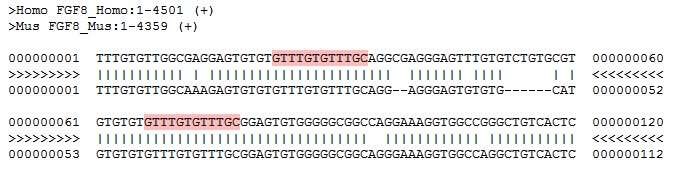 >Homo FGF8_Homo:1-4501 (+)
>Mus FGF8_Mus:1-4359 (+)
000000001 TTTGTGTTGGCGAGGAGTGTGTGTTTGTGTTTGCAGGCGAGGGAGTTTGTGTCTGTGCGT 000000060
>>>>>>>>> ||||||||||| | |||||||||||||||||||||||  ||||||| ||||      | | <<<<<<<<<
000000001 TTTGTGTTGGCAAAGAGTGTGTGTTTGTGTTTGCAGG--AGGGAGTGTGTG------CAT 000000052
000000061 GTGTGTGTTTGTGTTTGCGGAGTGTGGGGGCGGCCAGGAAAGGTGGCCGGGCTGTCACTC 000000120
>>>>>>>>> ||||||||||||||||||||||||||||||||||  |||||||||||| ||||||||||| <<<<<<<<<
000000053 GTGTGTGTTTGTGTTTGCGGAGTGTGGGGGCGGCAGGGAAAGGTGGCCAGGCTGTCACTC 000000112